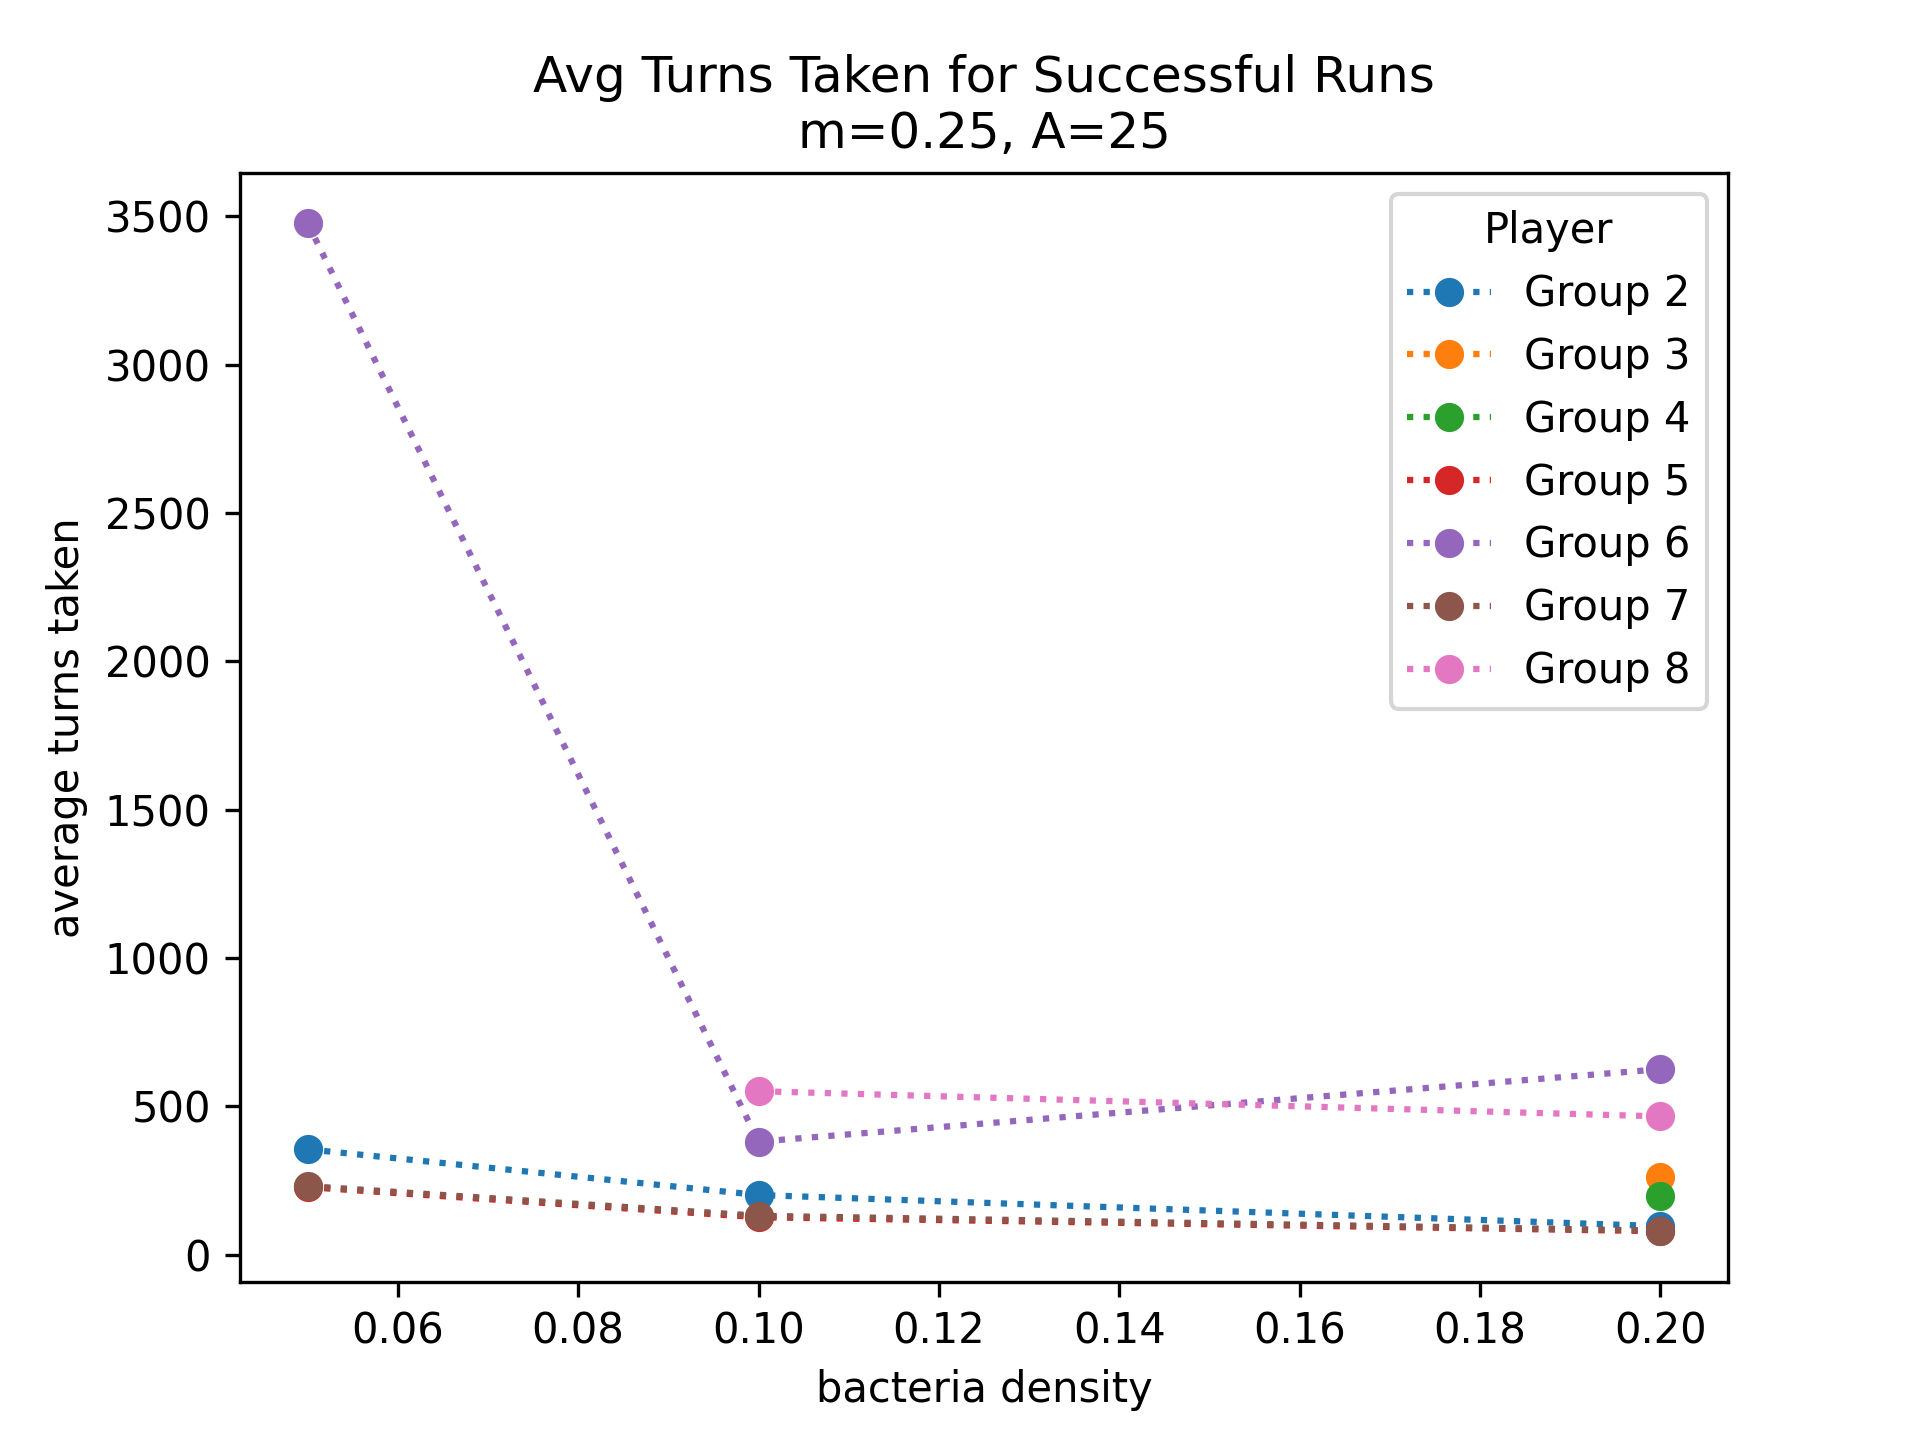 Avg Turns Taken for Successful Runs
m=0.25, A=25
average turns taken
3500
3000
2500
2000
1500
1000
500
0
Player
Group 2
Group 3
Group 4
Group 5
Group 6
Group 7
Group 8
0.06 0.08 0.10 0.12 0.14 0.16 0.18 0.20
bacteria density